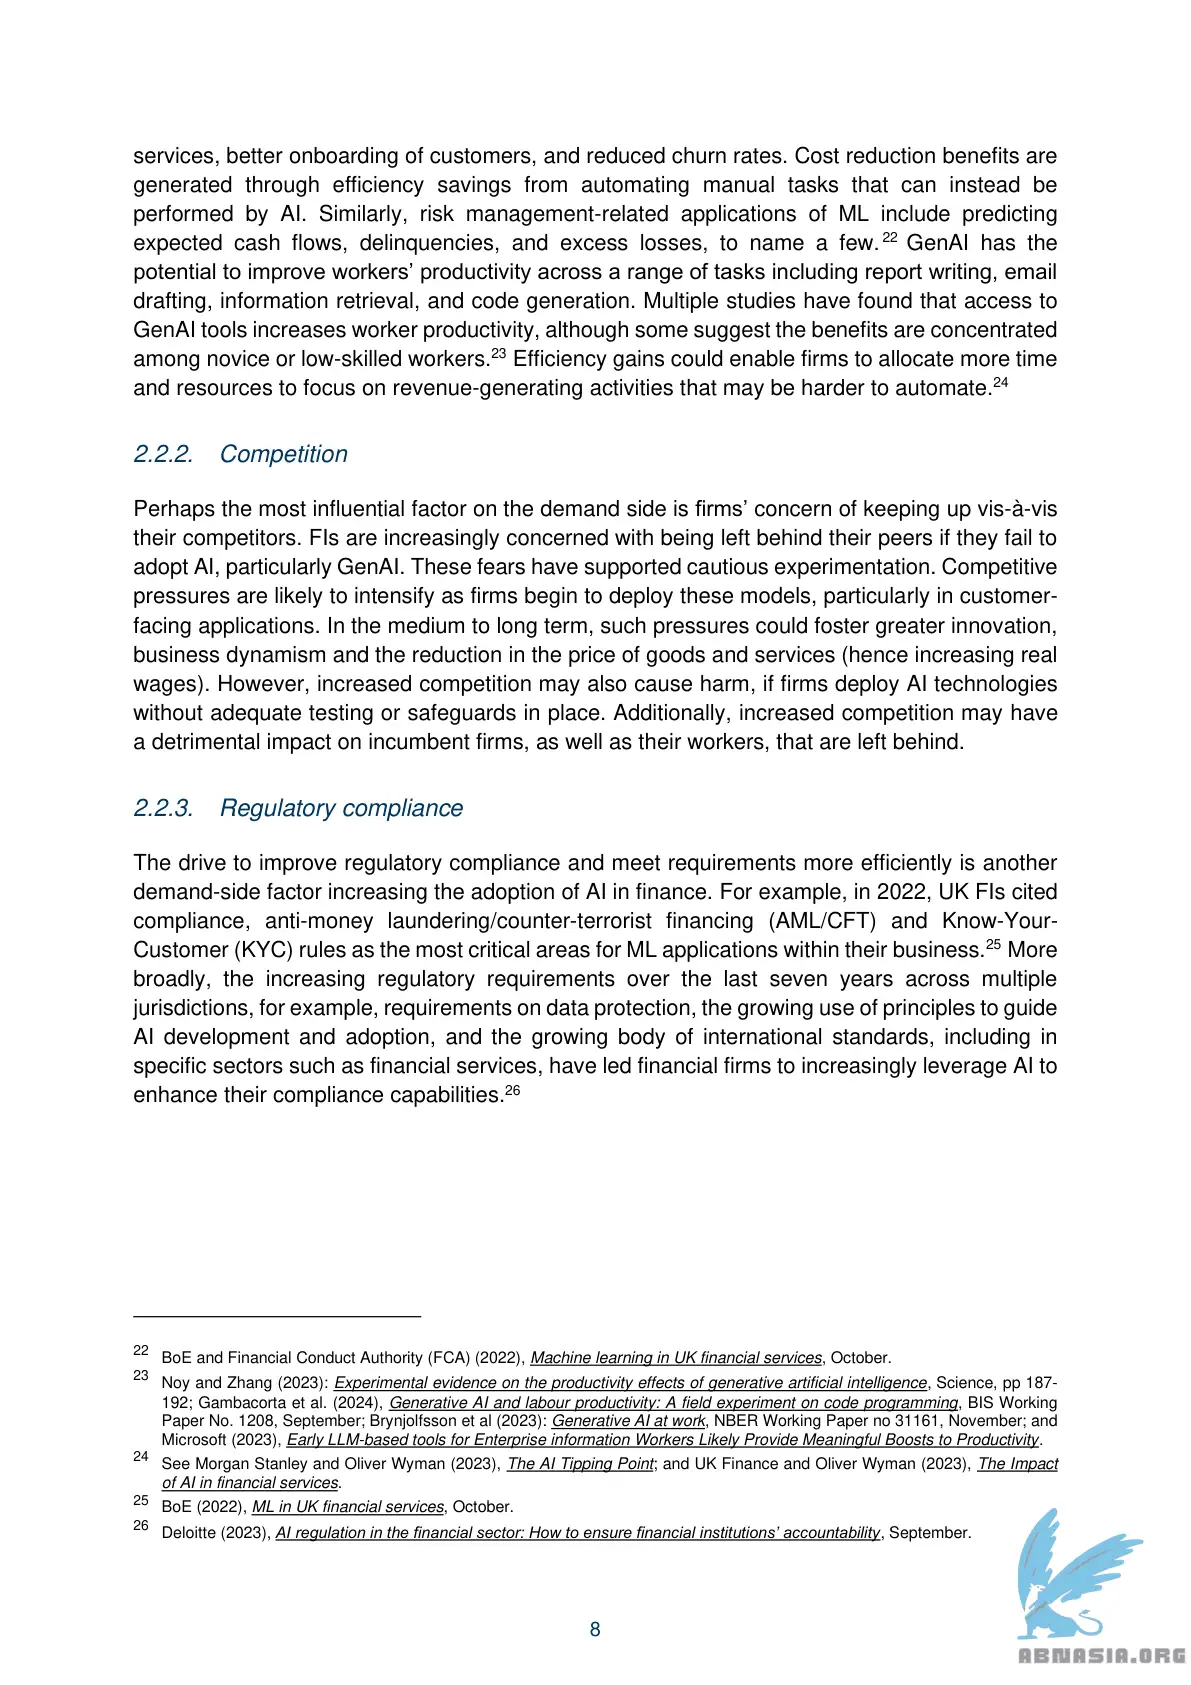 services, better onboarding of customers, and reduced churn rates. Cost reduction benefits are
generated through efficiency savings from automating manual tasks that can instead be
performed by AI. Similarly, risk management-related applications of ML include predicting
expected cash flows, delinquencies, and excess losses, to name a few.22 GenAI has the
potential to improve workers’ productivity across a range of tasks including report writing, email
drafting, information retrieval, and code generation. Multiple studies have found that access to
GenAI tools increases worker productivity, although some suggest the benefits are concentrated
among novice or low-skilled workers.23 Efficiency gains could enable firms to allocate more time
and resources to focus on revenue-generating activities that may be harder to automate.24
2.2.2. Competition
Perhaps the most influential factor on the demand side is firms’ concern of keeping up vis-à-vis
their competitors. FIs are increasingly concerned with being left behind their peers if they fail to
adopt AI, particularly GenAI. These fears have supported cautious experimentation. Competitive
pressures are likely to intensify as firms begin to deploy these models, particularly in customer-
facing applications. In the medium to long term, such pressures could foster greater innovation,
business dynamism and the reduction in the price of goods and services (hence increasing real
wages). However, increased competition may also cause harm, if firms deploy AI technologies
without adequate testing or safeguards in place. Additionally, increased competition may have
a detrimental impact on incumbent firms, as well as their workers, that are left behind.
2.2.3. Regulatory compliance
The drive to improve regulatory compliance and meet requirements more efficiently is another
demand-side factor increasing the adoption of AI in finance. For example, in 2022, UK FIs cited
compliance, anti-money laundering/counter-terrorist financing (AML/CFT) and Know-Your-
Customer (KYC) rules as the most critical areas for ML applications within their business.25 More
broadly, the increasing regulatory requirements over the last seven years across multiple
jurisdictions, for example, requirements on data protection, the growing use of principles to guide
AI development and adoption, and the growing body of international standards, including in
specific sectors such as financial services, have led financial firms to increasingly leverage AI to
enhance their compliance capabilities.26
22 BoE and Financial Conduct Authority (FCA) (2022), Machine learning in UK financial services, October.
23 Noy and Zhang (2023): Experimental evidence on the productivity effects of generative artificial intelligence, Science, pp 187-
192; Gambacorta et al. (2024), Generative AI and labour productivity: A field experiment on code programming, BIS Working
Paper No. 1208, September; Brynjolfsson et al (2023): Generative AI at work, NBER Working Paper no 31161, November; and
Microsoft (2023), Early LLM-based tools for Enterprise information Workers Likely Provide Meaningful Boosts to Productivity.
24 See Morgan Stanley and Oliver Wyman (2023), The AI Tipping Point; and UK Finance and Oliver Wyman (2023), The Impact
of AI in financial services.
25 BoE (2022), ML in UK financial services, October.
26 Deloitte (2023), AI regulation in the financial sector: How to ensure financial institutions’ accountability, September.
8
ABNASIA.ORG